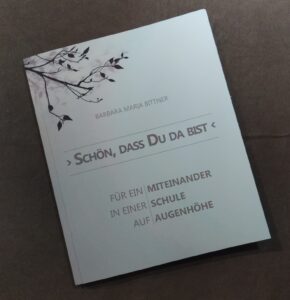 BARBARA MARIA BITTNER
› SCHÖN, DASS DU DA BIST ‹
FÜR EIN MITEINANDER
IN EINER SCHULE
AUF AUGENHÖHE